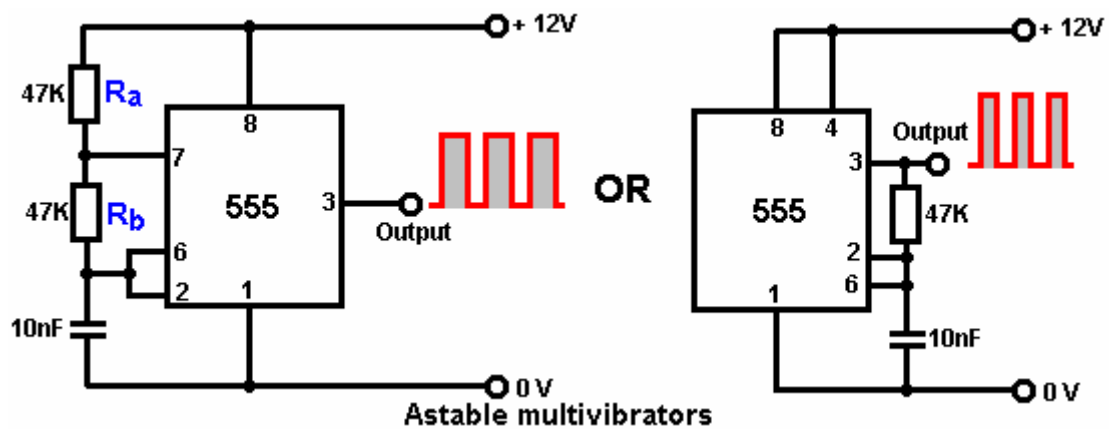 + 12V
47K
Ra
8
7
47K
Rb
555
3
Output
6
2
1
10nF
0 V
OR
+ 12V
8
4
Output
3
47K
555
2
6
1
10nF
0 V
Astable multivibrators